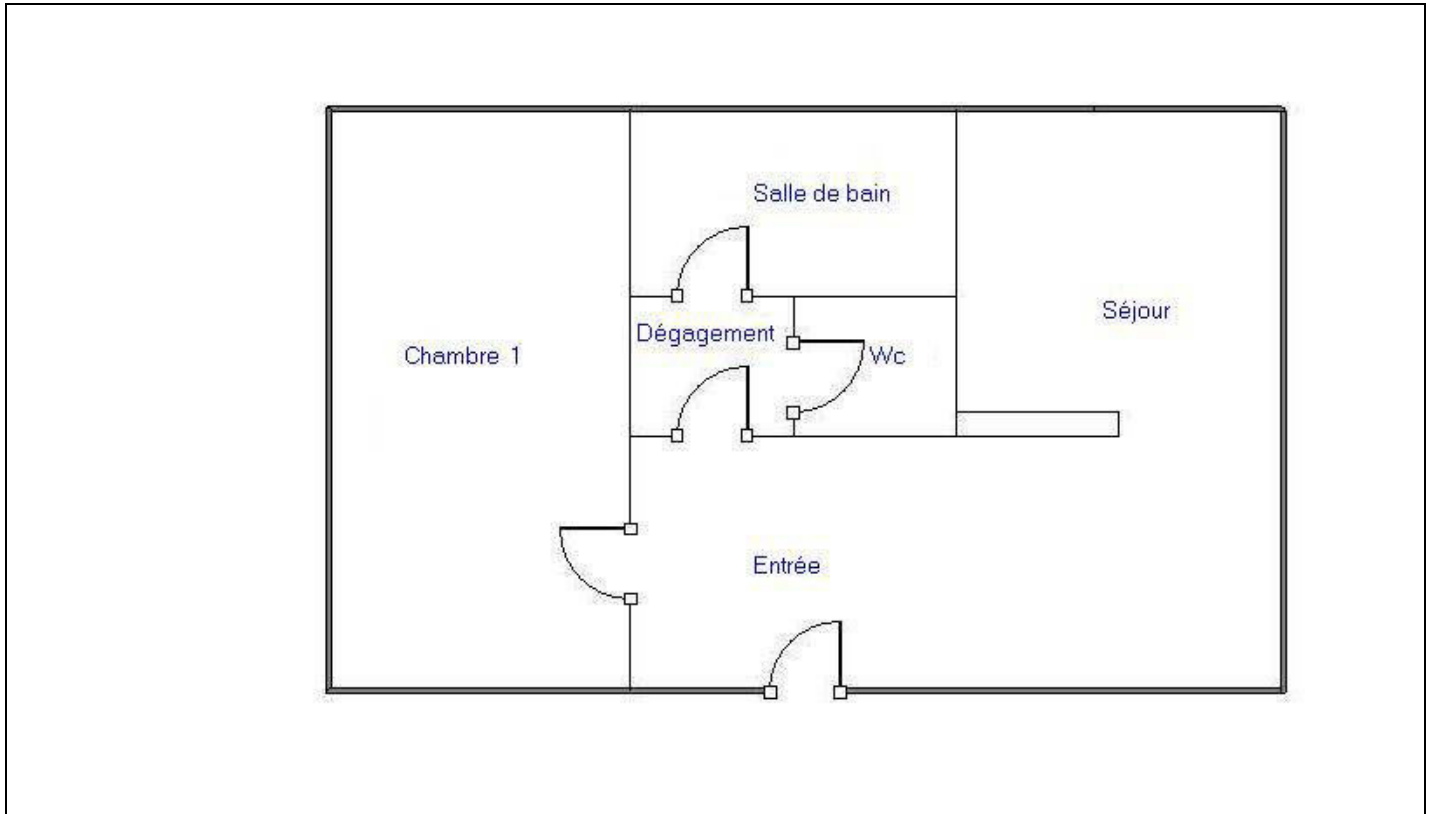 Salle de bain
Séjour
Dégagement
Chambre 1
Wc
Entrée